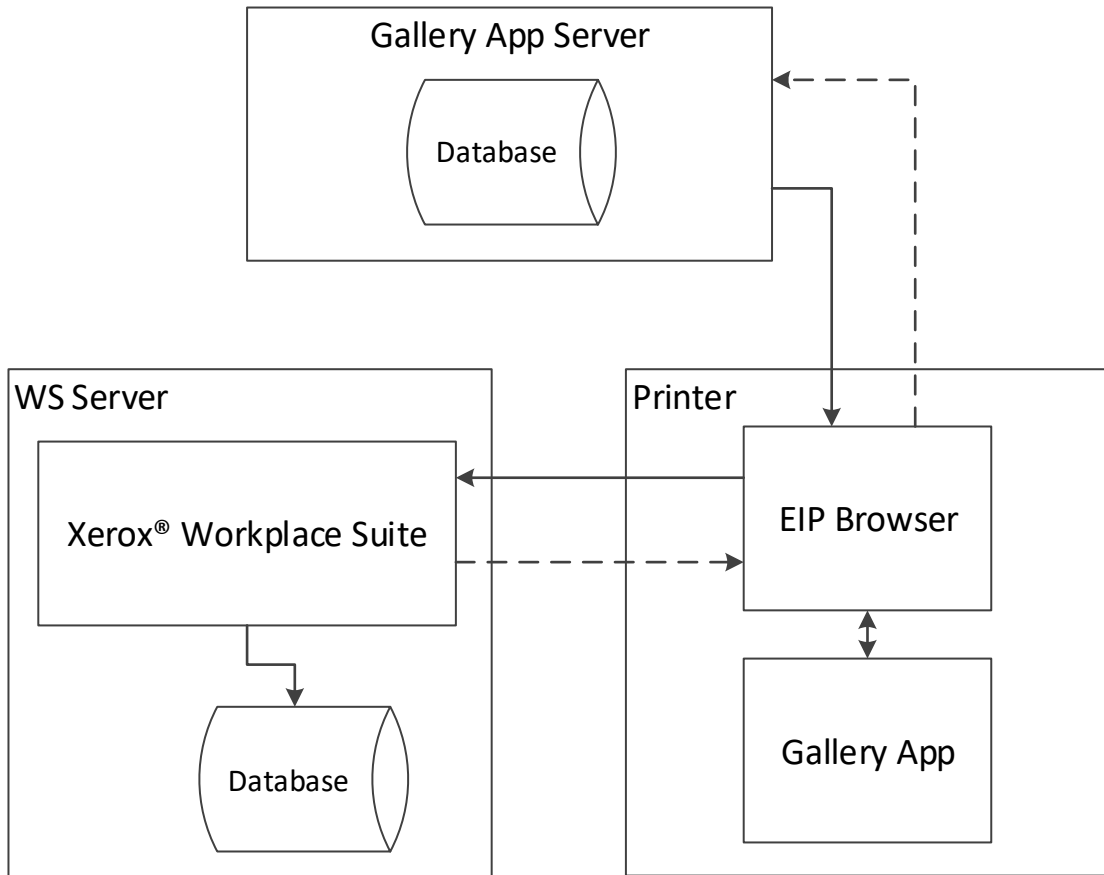 Gallery App Server
Database
WS Server
Xerox® Workplace Suite
Database
Printer
EIP Browser
Gallery App